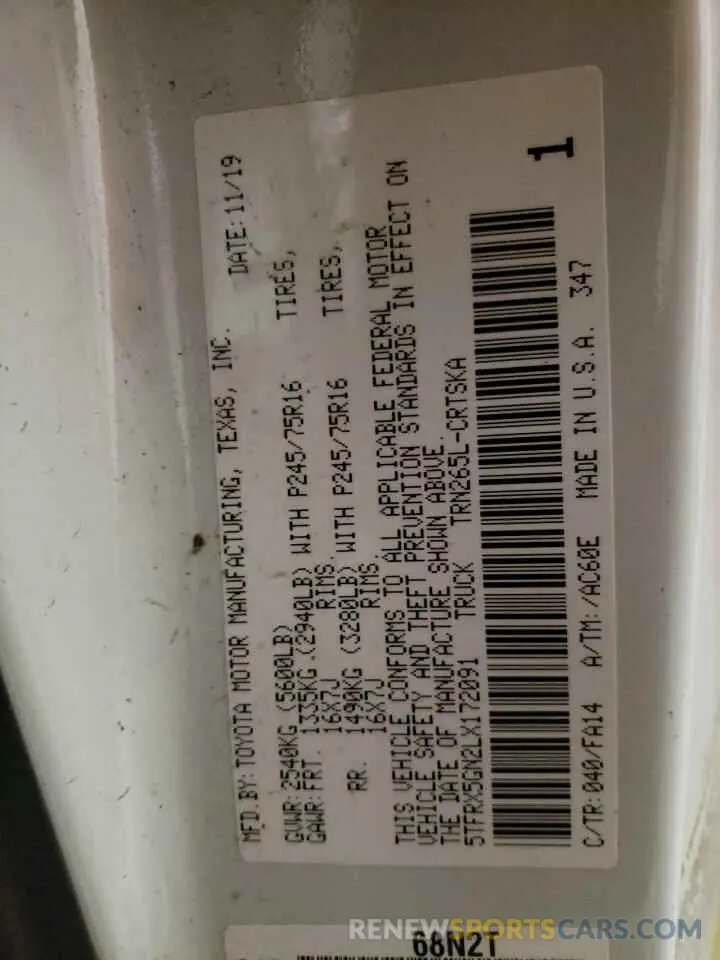 MFD.BY: TOYOTA MOTOR MANUFACTURING, TEXAS, INC. DATE: 11/19
GVWR: 2540KG (5600LB)
GAWR: FRT. 1335KG (2940LB) WITH P245/75R16 TIRES,
16X7J RIMS.
RR. 1490KG (3280LB) WITH P245/75R16 TIRES,
16X7J RIMS.
THIS VEHICLE CONFORMS TO ALL APPLICABLE FEDERAL MOTOR
VEHICLE SAFETY AND THEFT PREVENTION STANDARDS IN EFFECT ON
THE DATE OF MANUFACTURE SHOWN ABOVE.
5TFRX5GN2LX172091 TRUCK TRN265L-CRTSKA
1
C/TR: 040/FA14 A/TM: /AC60E MADE IN U.S.A. 347
68N2T
RENEWSPORTSCARS.COM